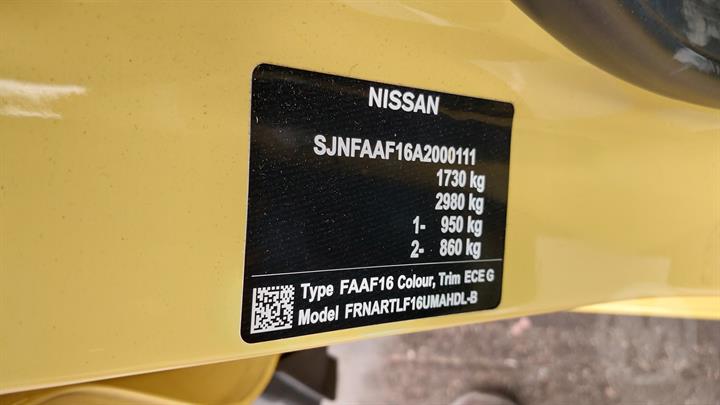 NISSAN
SJNFAAF16A2000111
1730 kg
2980 kg
1- 950 kg
2- 860 kg
Type FAAF16 Colour, Trim ECE G
Model FRNARTLF16UMAHDL-B